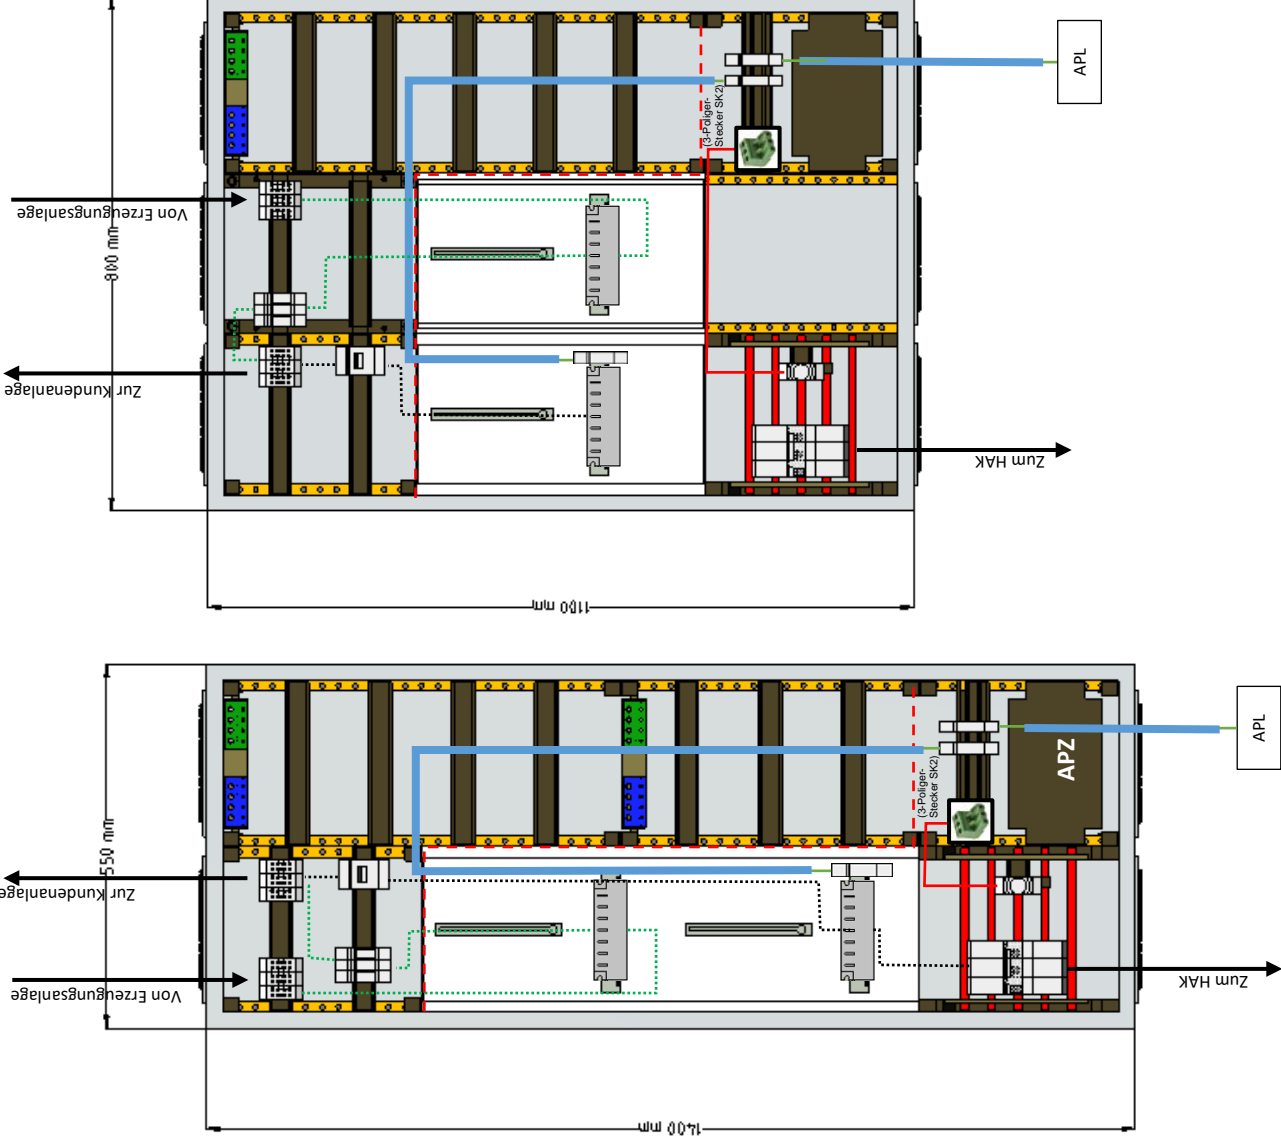 APL
(3-Poliger-
Stecker SK2)
Von Erzeugungsanlage
800 mm
Zur Kundenanlage
Zum HAK
1100 mm
APL
APZ
(3-Poliger-
Stecker SK2)
550 mm
Zur Kundenanlage
Von Erzeugungsanlage
Zum HAK
1400 mm